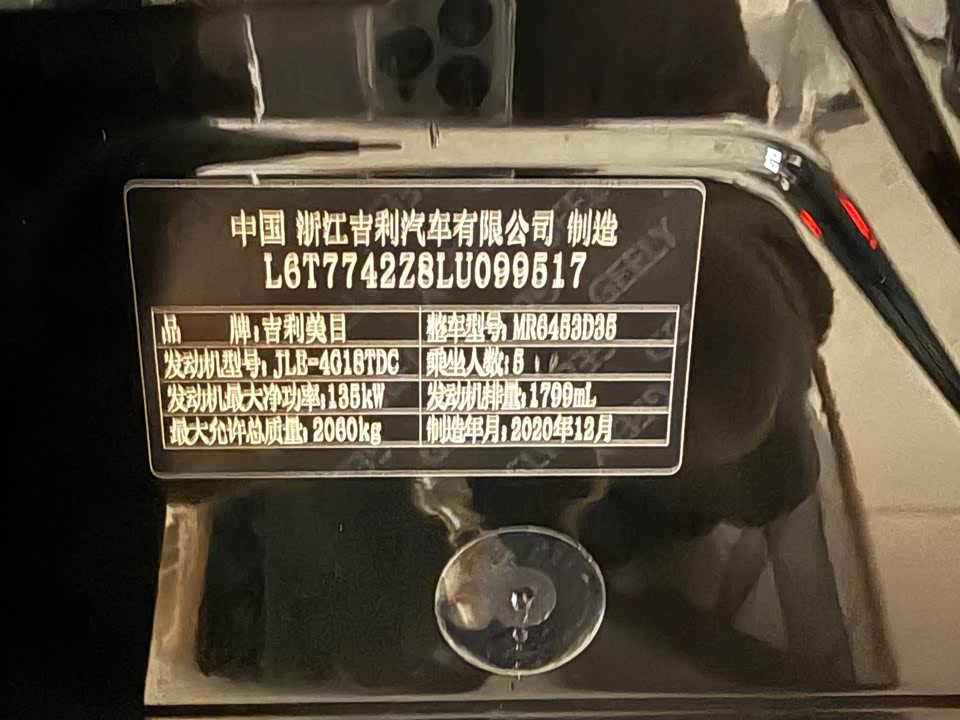 中国 浙江吉利汽车有限公司 制造
L6T7742Z8LU099517
品 牌:吉利美日 整车型号:MR6453D35
发动机型号:JLE-4G18TDC 乘坐人数:5
发动机最大净功率:135kW 发动机排量:1799mL
最大允许总质量:2060kg 制造年月:2020年12月
GEELY